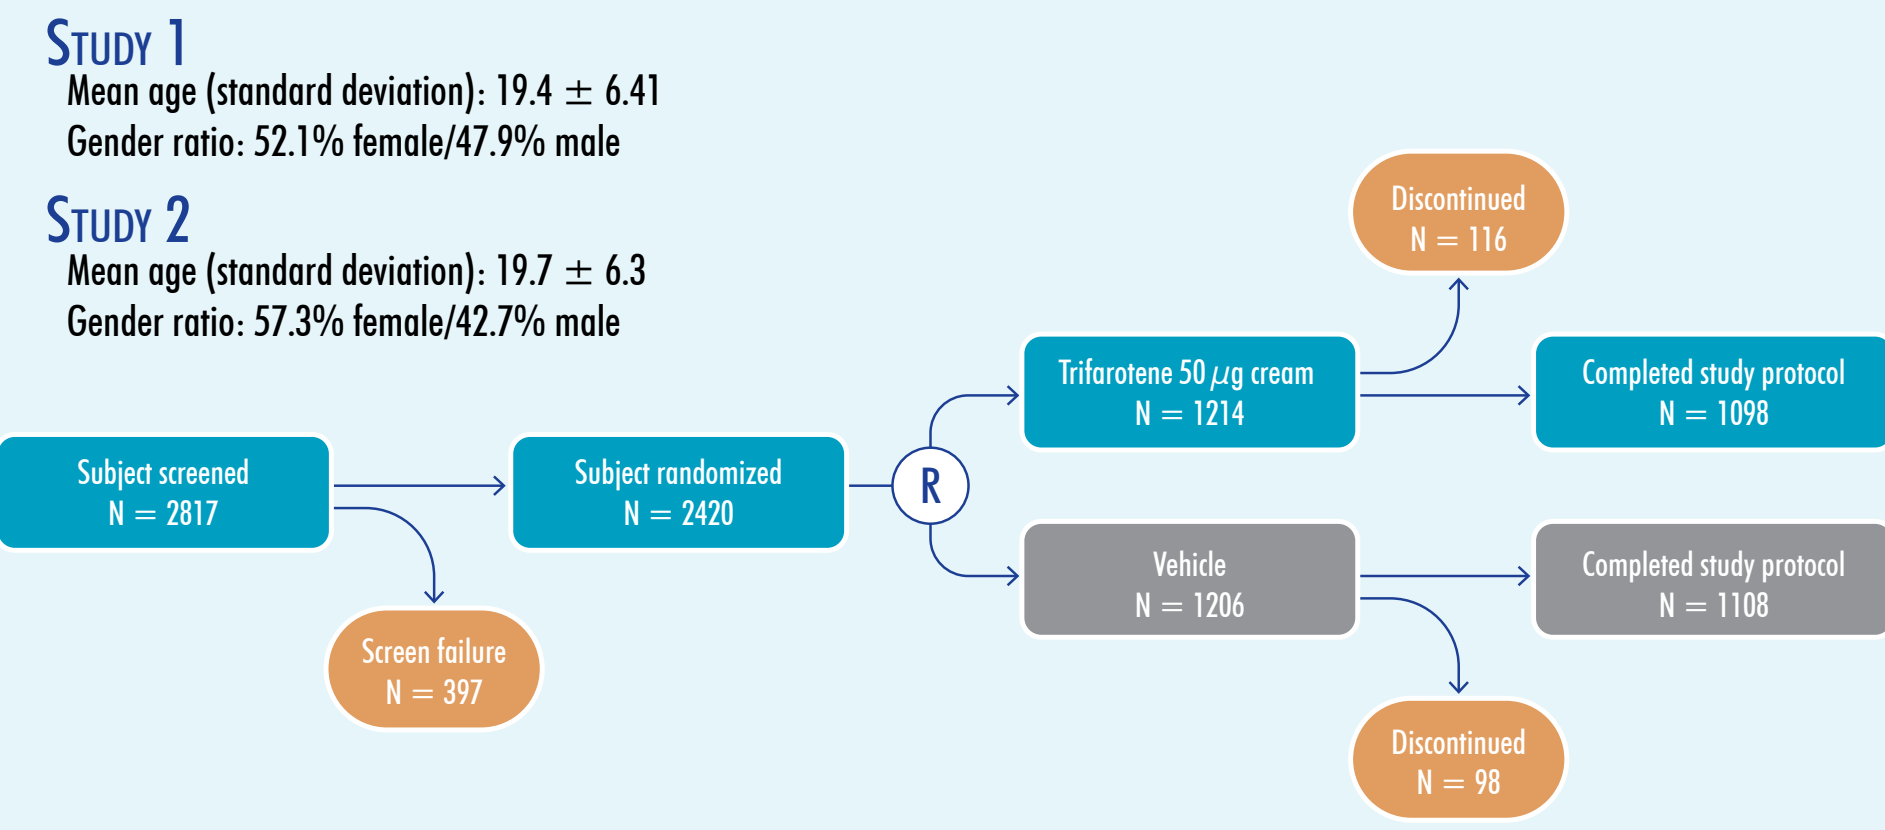 STUDY 1
Mean age (standard deviation): 19.4 ± 6.41
Gender ratio: 52.1% female/47.9% male
STUDY 2
Mean age (standard deviation): 19.7 ± 6.3
Gender ratio: 57.3% female/42.7% male
Subject screened
N = 2817
Screen failure
N = 397
Subject randomized
N = 2420
R
Trifarotene 50 μg cream
N = 1214
Discontinued
N = 116
Completed study protocol
N = 1098
Vehicle
N = 1206
Completed study protocol
N = 1108
Discontinued
N = 98